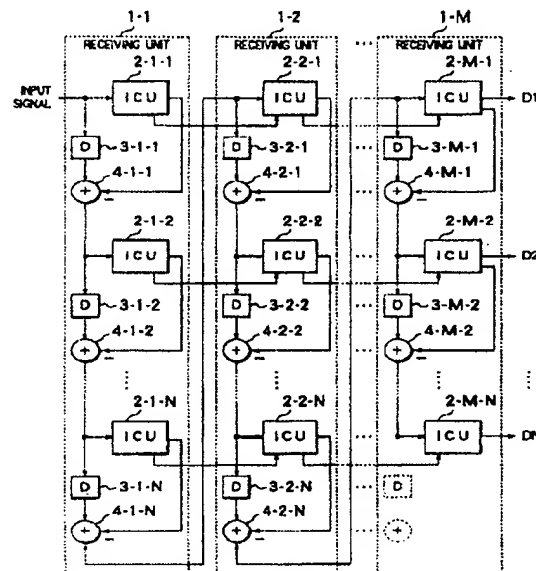 1-1 1-2 1-M
RECEIVING UNIT RECEIVING UNIT RECEIVING UNIT
2-1-1 2-2-1 2-M-1
INPUT SIGNAL ICU ICU ICU D1
D 3-1-1 D 3-2-1 D 3-M-1
4-1-1 4-2-1 4-M-1
+ − + − + −
2-1-2 2-2-2 2-M-2
ICU ICU ICU D2
D 3-1-2 D 3-2-2 D 3-M-2
4-1-2 4-2-2 4-M-2
+ − + − + −
2-1-N 2-2-N 2-M-N
ICU ICU ICU DN
D 3-1-N D 3-2-N D
4-1-N 4-2-N
+ − + − +